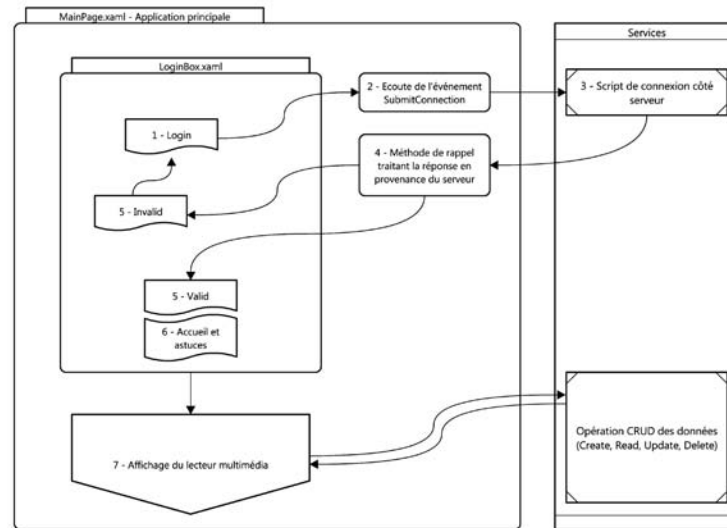 MainPage.xaml - Application principale
LoginBox.xaml
Services
2 - Ecoute de l'événement
SubmitConnection
3 - Script de connexion côté
serveur
1 - Login
4 - Méthode de rappel
traitant la réponse en
provenance du serveur
5 - Invalid
5 - Valid
6 - Accueil et
astuces
7 - Affichage du lecteur multimédia
Opération CRUD des données
(Create, Read, Update, Delete)